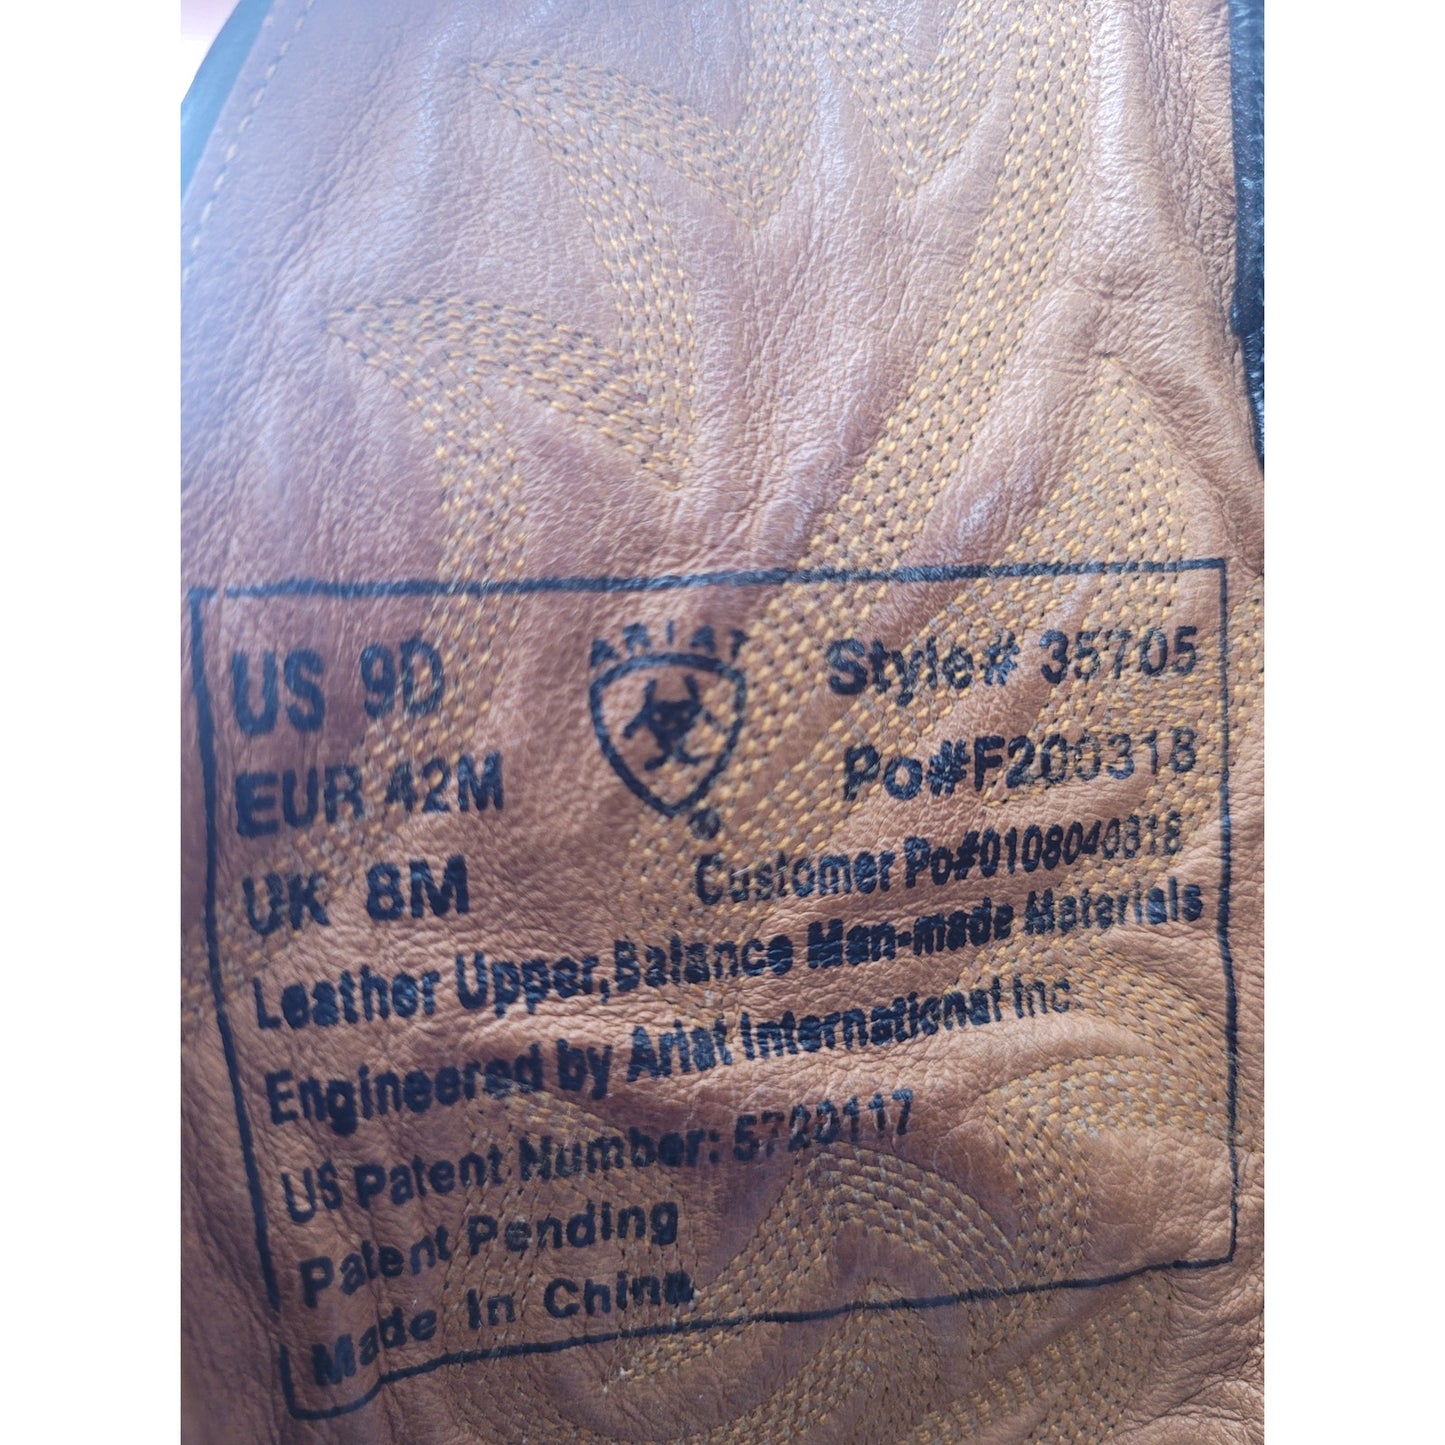 US 9D
EUR 42M
UK 8M
ARIAT
®
Style# 35705
Po#F200318
Customer Po#0108040818
Leather Upper,Balance Man-made Materials
Engineered by Ariat International Inc
US Patent Number: 5720117
Patent Pending
Made In China